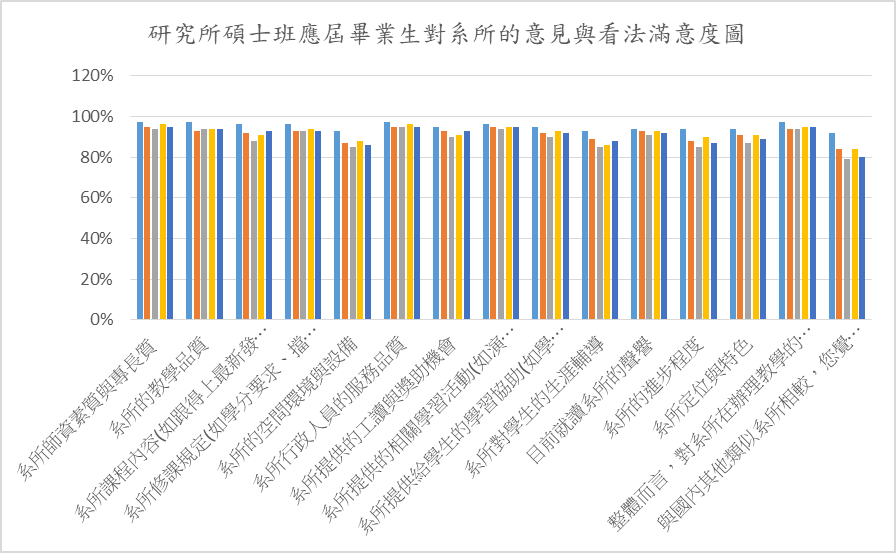 研究所碩士班應屆畢業生對系所的意見與看法滿意度圖
120%
100%
80%
60%
40%
20%
0%
系所師資素質與專長質
系所的教學品質
系所課程內容(如跟得上最新發…
系所修課規定(如學分要求、擋…
系所的空間環境與設備
系所行政人員的服務品質
系所提供的工讀與獎助機會
系所提供的相關學習活動(如演…
系所提供給學生的學習協助(如學…
系所對學生的生涯輔導
目前就讀系所的聲譽
系所的進步程度
系所定位與特色
整體而言，對系所在辦理教學的…
與國內其他類似系所相較，您覺…